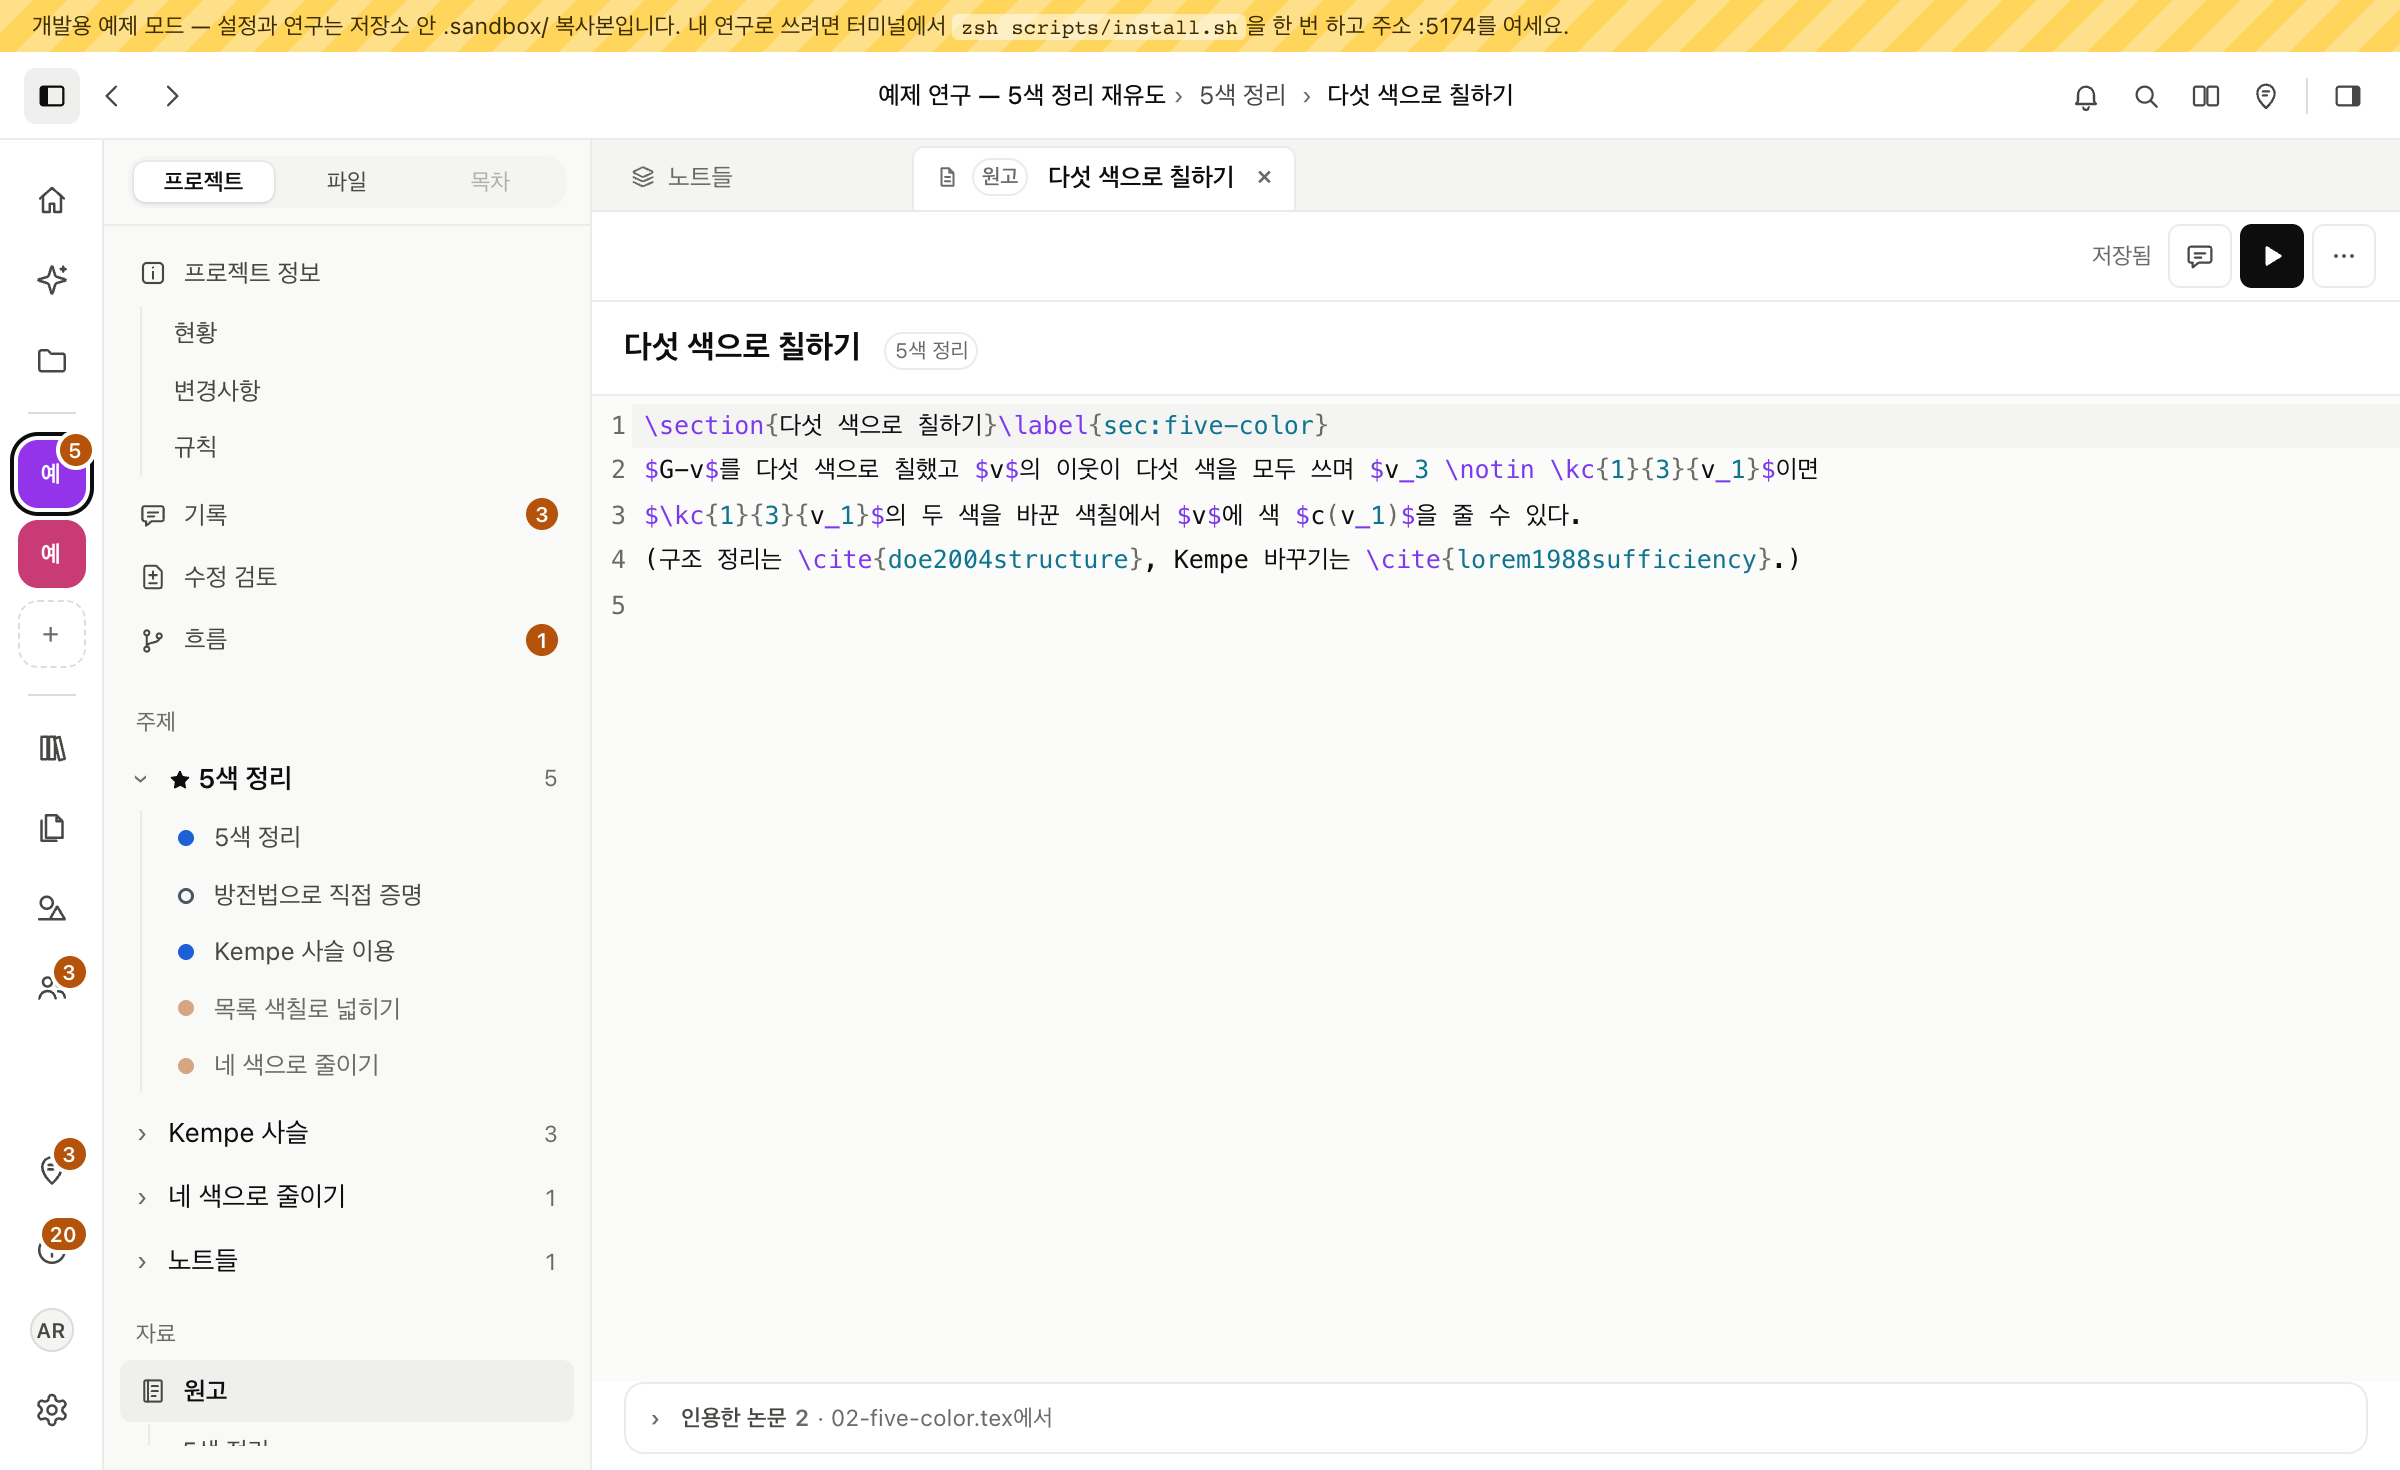 개발용 예제 모드 — 설정과 연구는 저장소 안 .sandbox/ 복사본입니다. 내 연구로 쓰려면 터미널에서 zsh scripts/install.sh을 한 번 하고 주소 :5174를 여세요.
예제 연구 — 5색 정리 재유도 › 5색 정리 › 다섯 색으로 칠하기
프로젝트 파일 목차
노트들
원고 다섯 색으로 칠하기 ×
저장됨
프로젝트 정보
현황
변경사항
규칙
기록 3
수정 검토
흐름 1
주제
5색 정리 5
5색 정리
방전법으로 직접 증명
Kempe 사슬 이용
목록 색칠로 넓히기
네 색으로 줄이기
Kempe 사슬 3
네 색으로 줄이기 1
노트들 1
자료
원고
예 5
예
+
3
3
20
AR
다섯 색으로 칠하기 5색 정리
1 \section{다섯 색으로 칠하기}\label{sec:five-color}
2 $G-v$를 다섯 색으로 칠했고 $v$의 이웃이 다섯 색을 모두 쓰며 $v_3 \notin \kc{1}{3}{v_1}$이면
3 $\kc{1}{3}{v_1}$의 두 색을 바꾼 색칠에서 $v$에 색 $c(v_1)$을 줄 수 있다.
4 (구조 정리는 \cite{doe2004structure}, Kempe 바꾸기는 \cite{lorem1988sufficiency}.)
5
인용한 논문 2 · 02-five-color.tex에서